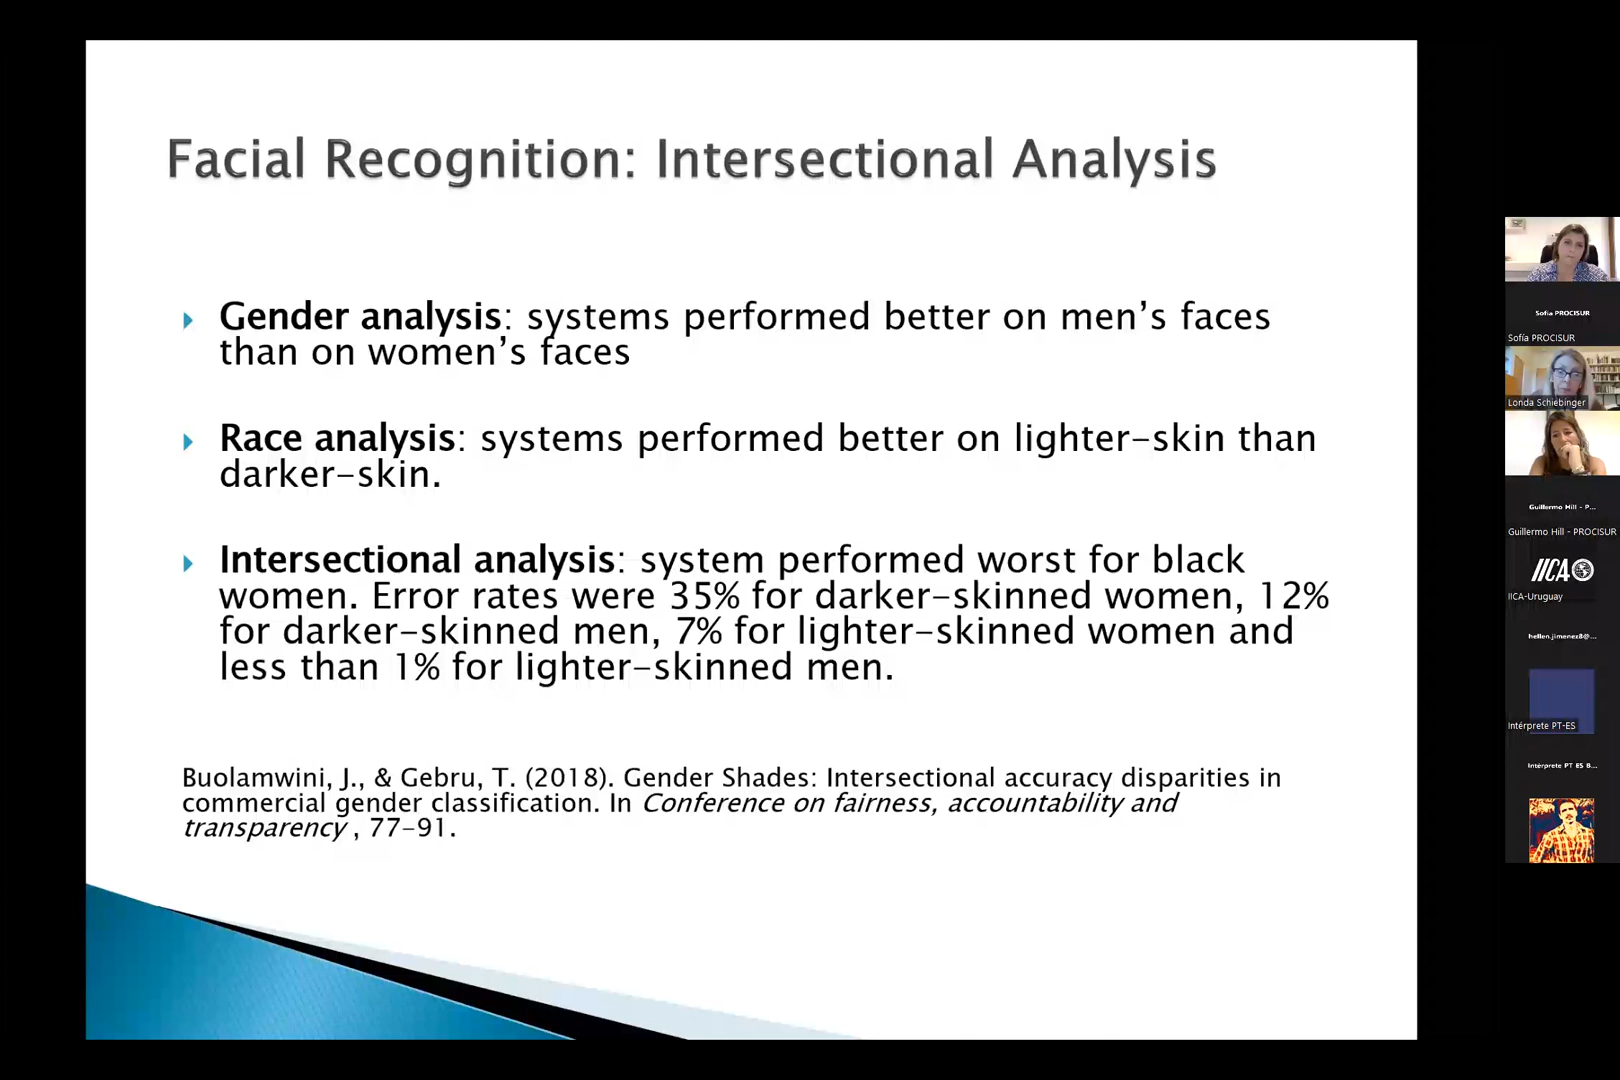 Facial Recognition: Intersectional Analysis
Gender analysis: systems performed better on men’s faces
than on women’s faces
Race analysis: systems performed better on lighter-skin than
darker-skin.
Intersectional analysis: system performed worst for black
women. Error rates were 35% for darker-skinned women, 12%
for darker-skinned men, 7% for lighter-skinned women and
less than 1% for lighter-skinned men.
Buolamwini, J., & Gebru, T. (2018). Gender Shades: Intersectional accuracy disparities in
commercial gender classification. In Conference on fairness, accountability and
transparency , 77-91.
Sofía PROCISUR
Sofía PROCISUR
Londa Schiebinger
Guillermo Hill - P...
Guillermo Hill - PROCISUR
IICA
IICA-Uruguay
hellen.jimenez8@...
Intérprete PT-ES
Intérprete PT ES B...